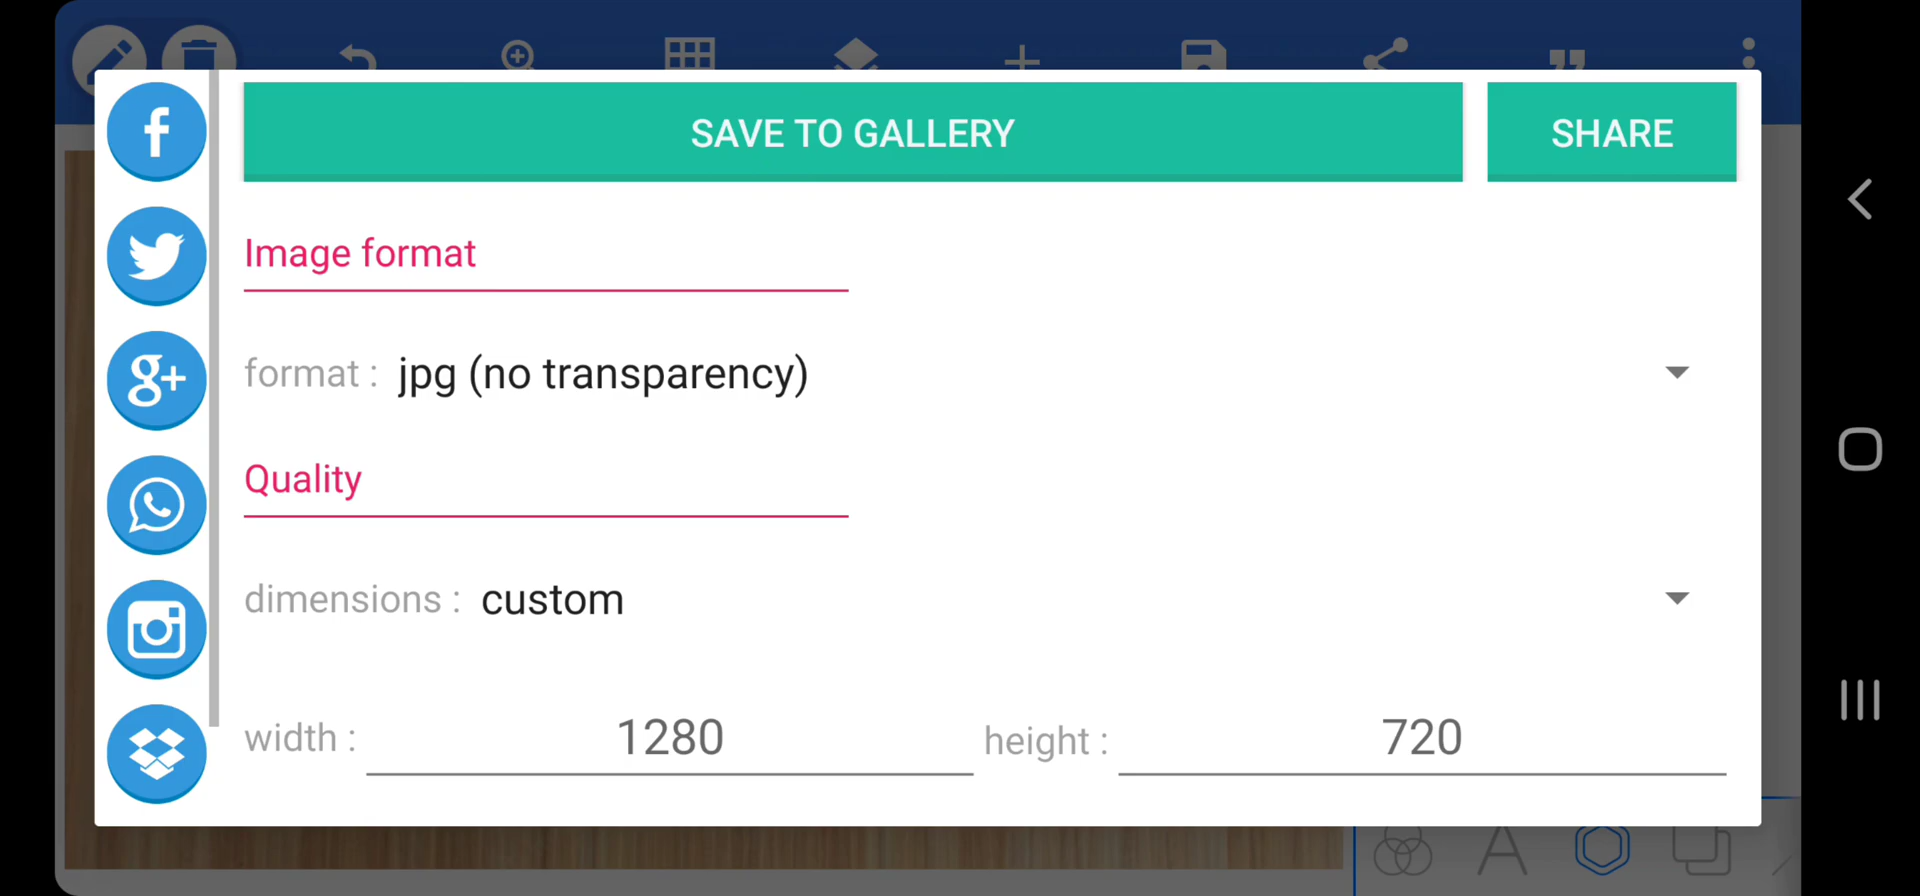 SAVE TO GALLERY
SHARE
Image format
format : jpg (no transparency)
Quality
dimensions : custom
width : 1280 height : 720